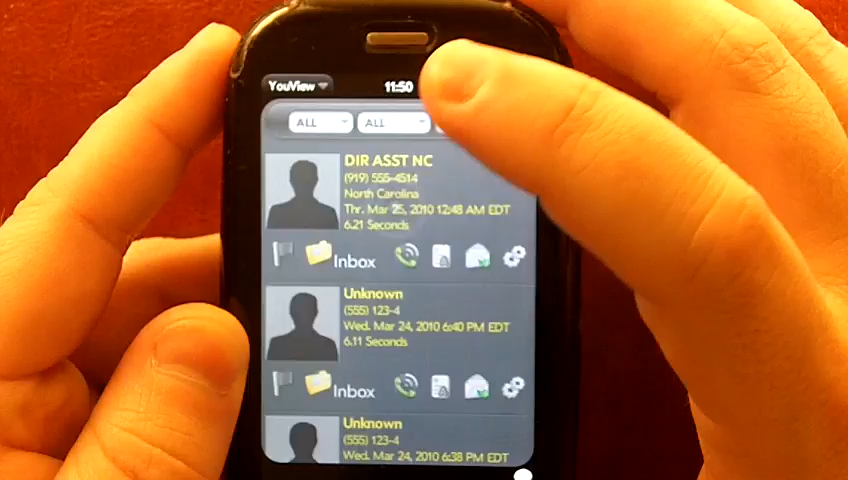 YouView 11:50
ALL ALL
DIR ASST NC
(919) 555-4514
North Carolina
Thr. Mar 25, 2010 12:48 AM EDT
6.21 Seconds
Inbox
Unknown
(555) 123-4
Wed. Mar 24, 2010 6:40 PM EDT
6.11 Seconds
Inbox
Unknown
(555) 123-4
Wed. Mar 24, 2010 6:38 PM EDT